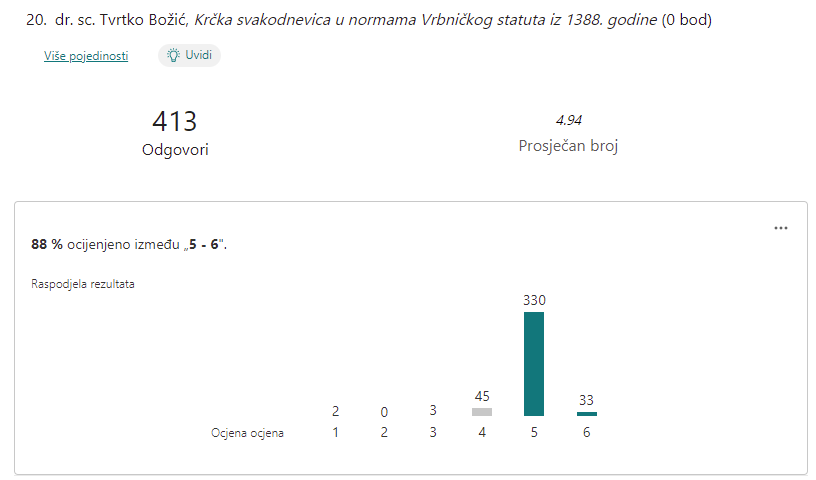 20. dr. sc. Tvrtko Božić, Krčka svakodnevica u normama Vrbničkog statuta iz 1388. godine (0 bod)
Više pojedinosti
Uvidi
413
Odgovori
4.94
Prosječan broj
88 % ocijenjeno između „5 - 6“.
Raspodjela rezultata
2 0 3 45 330 33
Ocjena ocjena 1 2 3 4 5 6